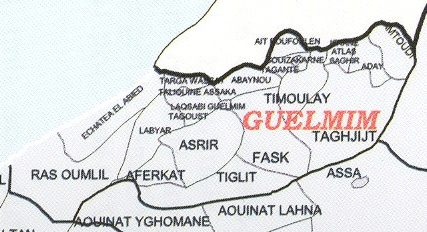 AIT BOUFOULEN
AMTOUDI
ATLAS
SAGHIR
BOUIZAKARNE
TAGANTE
ADAY
TARGA WASSAY
ABAYNOU
TALIOUINE ASSAKA
ECHATEA EL ABIED
TIMOULAY
LAQSABI GUELMIM
TAGOUST
GUELMIM
LABYAR
TAGHJIJT
ASRIR
FASK
RAS OUMLIL
AFERKAT
TIGLIT
ASSA
AOUINAT LAHNA
AOUINAT YGHOMANE